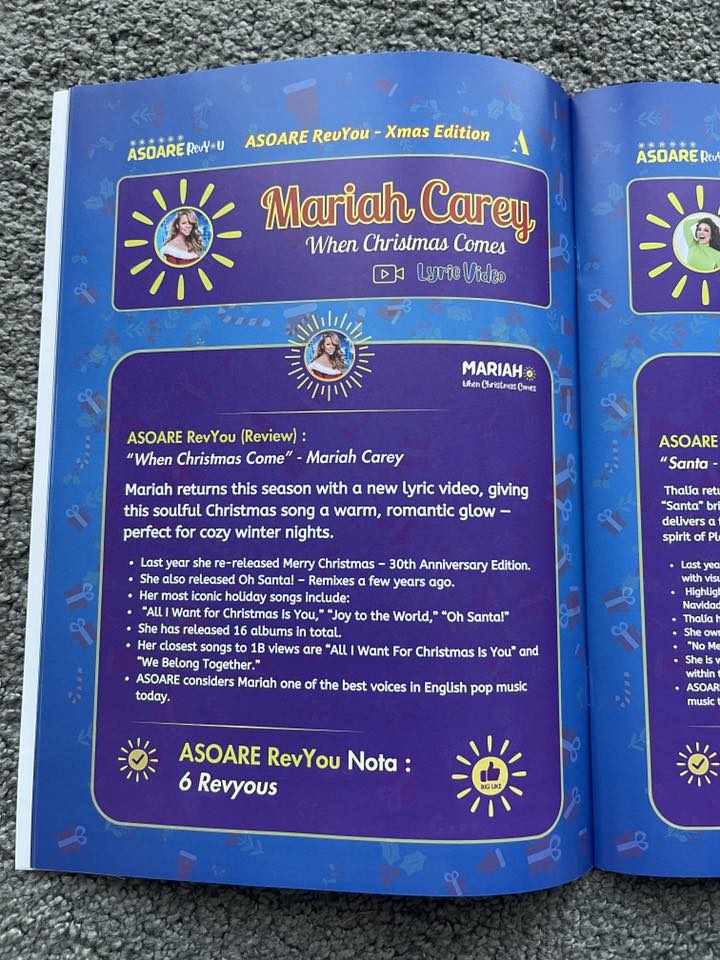 ASOARE RevYou
ASOARE RevYou - Xmas Edition
A
Mariah Carey
When Christmas Comes
Lyric Video
MARIAH
When Christmas Comes
ASOARE RevYou (Review) :
“When Christmas Come” - Mariah Carey
Mariah returns this season with a new lyric video, giving
this soulful Christmas song a warm, romantic glow –
perfect for cozy winter nights.
• Last year she re-released Merry Christmas – 30th Anniversary Edition.
• She also released Oh Santa! – Remixes a few years ago.
• Her most iconic holiday songs include:
• “All I Want for Christmas Is You,” “Joy to the World,” “Oh Santa!”
• She has released 16 albums in total.
• Her closest songs to 1B views are “All I Want For Christmas Is You” and
“We Belong Together.”
• ASOARE considers Mariah one of the best voices in English pop music
today.
ASOARE RevYou Nota :
6 Revyous
BIG LIKE
ASOARE RevYou
ASOARE
“Santa -
Thalía retu
“Santa” bri
delivers a f
spirit of Pl
• Last yea
with visu
• Highligh
Navidad
• Thalía h
• She ow
• “No Me
• She is w
within t
• ASOAR
music t